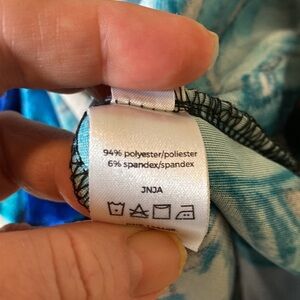 94% polyester/poliester
6% spandex/spandex
JNJA